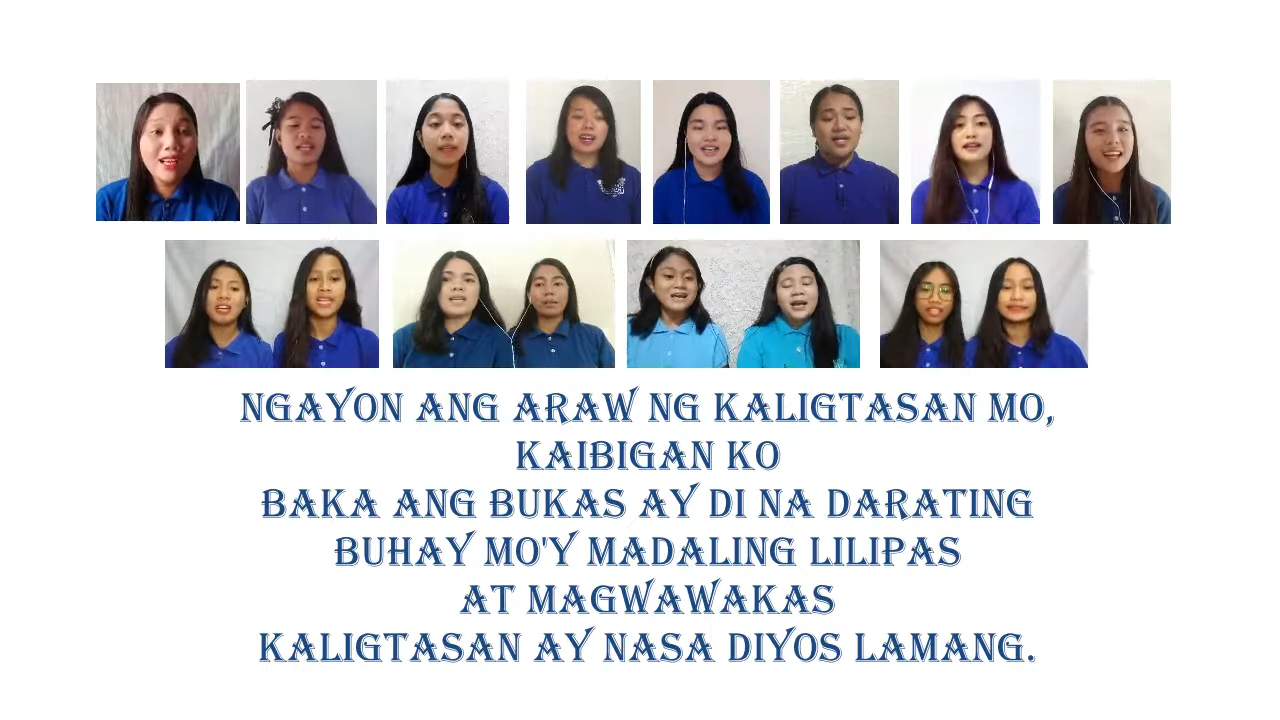 NGAYON ANG ARAW NG KALIGTASAN MO,
KAIBIGAN KO
BAKA ANG BUKAS AY DI NA DARATING
BUHAY MO'Y MADALING LILIPAS
AT MAGWAWAKAS
KALIGTASAN AY NASA DIYOS LAMANG.